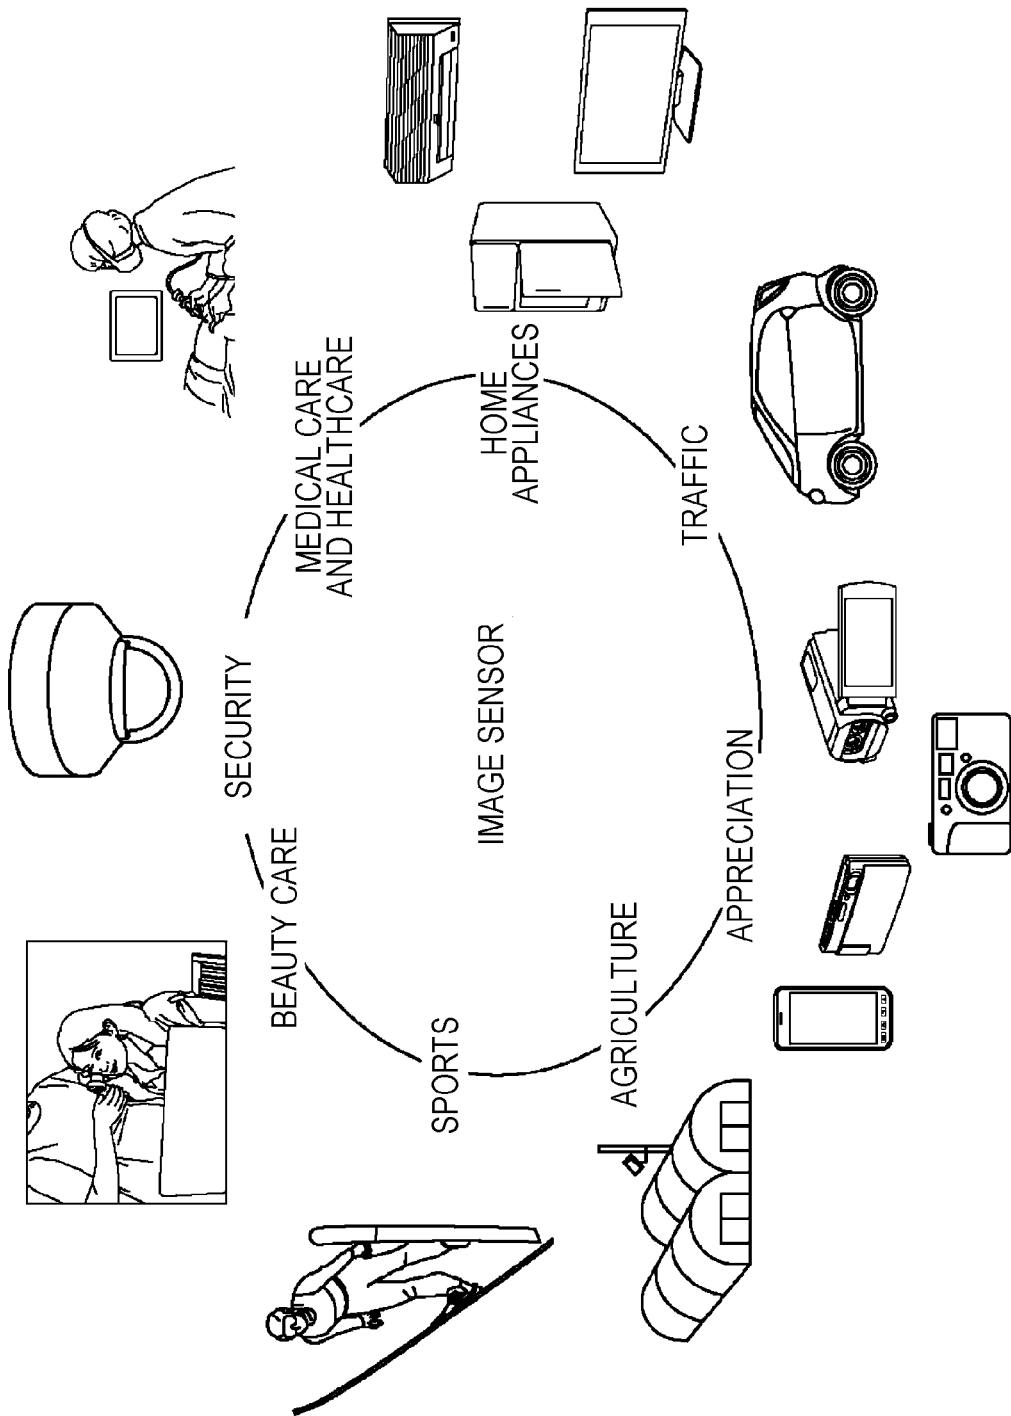 SECURITY
BEAUTY CARE
MEDICAL CARE
AND HEALTHCARE
SPORTS
IMAGE SENSOR
HOME
APPLIANCES
AGRICULTURE
TRAFFIC
APPRECIATION